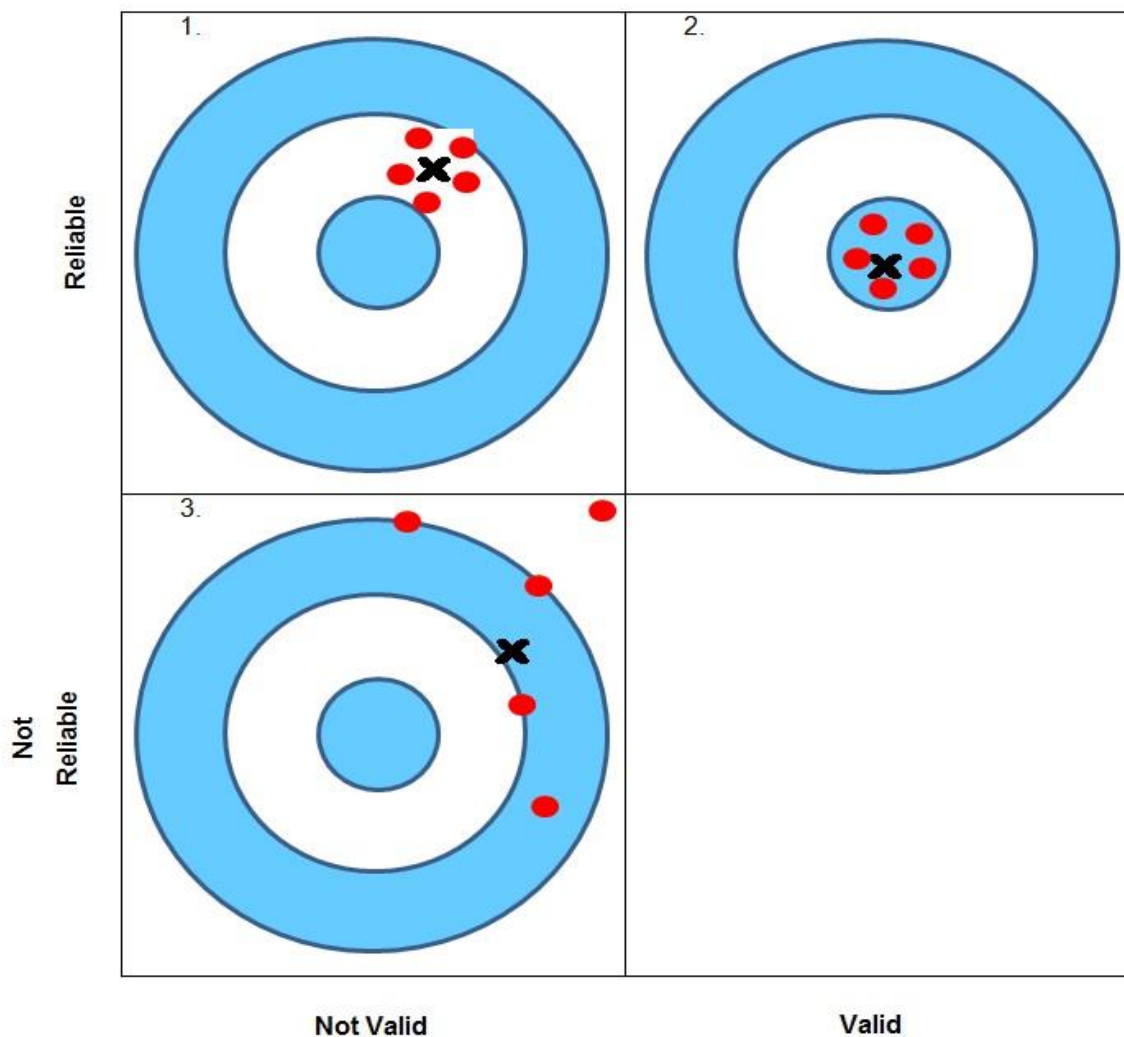 1.
2.
Reliable
3.
Not
Reliable
Not Valid
Valid